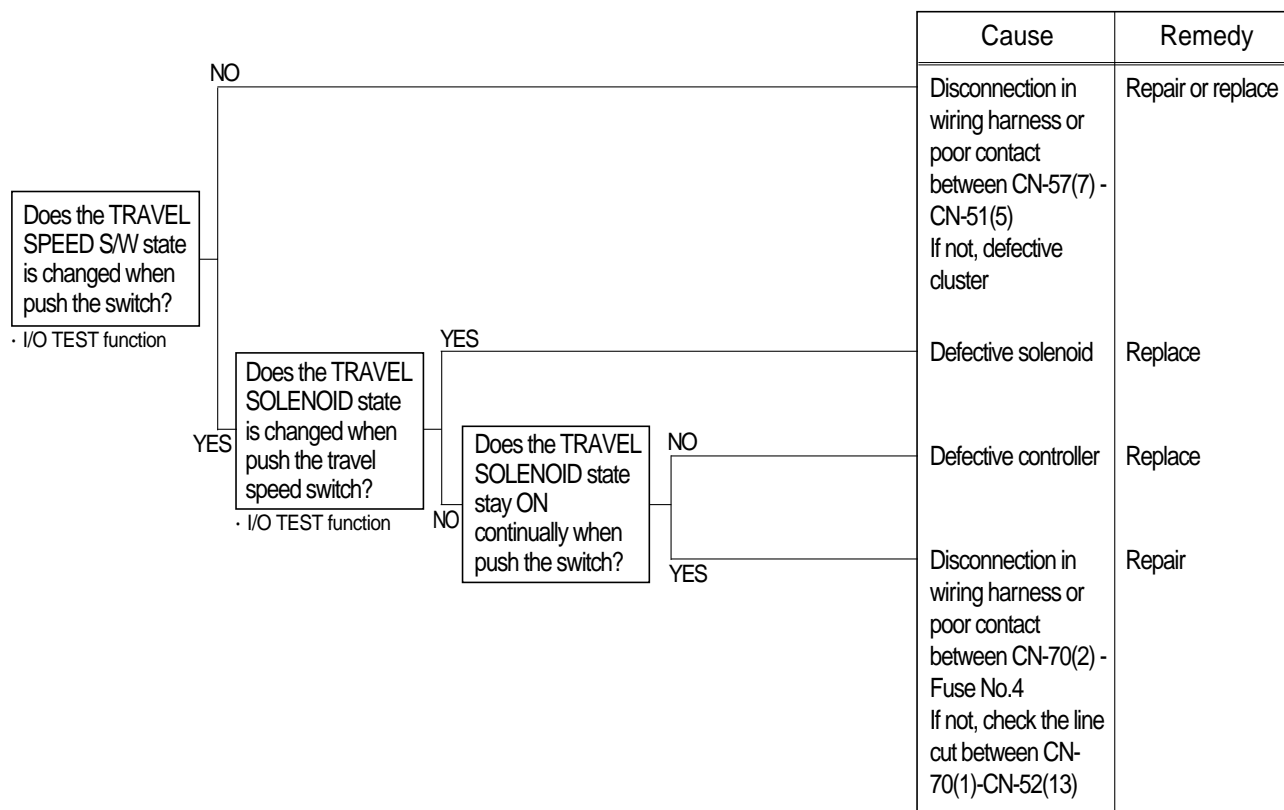 Cause
Remedy
NO
Disconnection in
wiring harness or
poor contact
between CN-57(7) -
CN-51(5)
If not, defective
cluster
Repair or replace
Does the TRAVEL
SPEED S/W state
is changed when
push the switch?
· I/O TEST function
YES
Does the TRAVEL
SOLENOID state
is changed when
push the travel
speed switch?
· I/O TEST function
YES
Defective solenoid
Replace
NO
Does the TRAVEL
SOLENOID state
stay ON
continually when
push the switch?
NO
Defective controller
Replace
YES
Disconnection in
wiring harness or
poor contact
between CN-70(2) -
Fuse No.4
If not, check the line
cut between CN-
70(1)-CN-52(13)
Repair